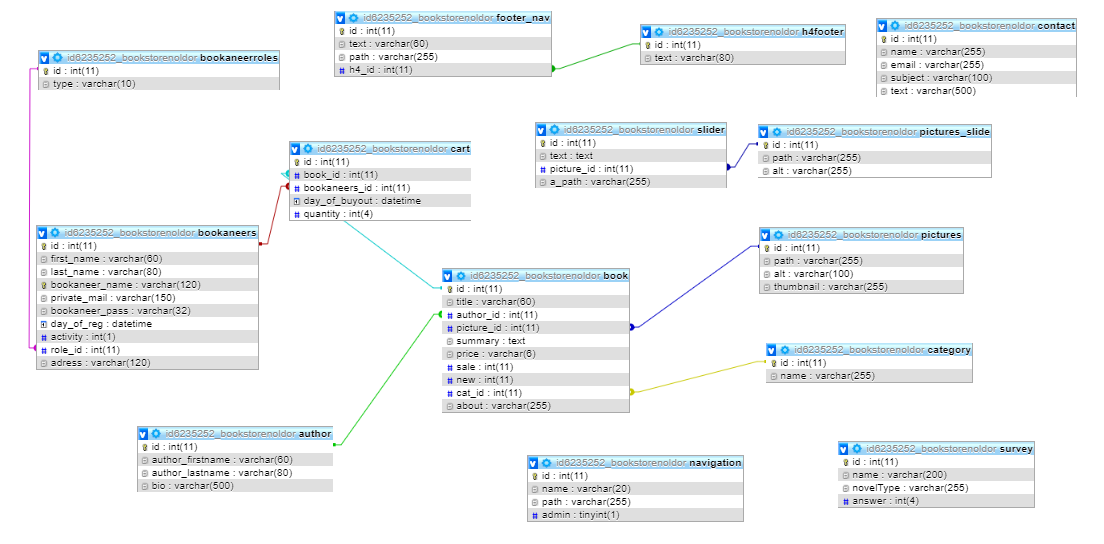 id6235252_bookstorenoldor footer_nav
id : int(11)
text : varchar(60)
path : varchar(255)
h4_id : int(11)
id6235252_bookstorenoldor h4footer
id : int(11)
text : varchar(80)
id6235252_bookstorenoldor contact
id : int(11)
name : varchar(255)
email : varchar(255)
subject : varchar(100)
text : varchar(500)
id6235252_bookstorenoldor bookaneerroles
id : int(11)
type : varchar(10)
id6235252_bookstorenoldor slider
id : int(11)
text : text
picture_id : int(11)
a_path : varchar(255)
id6235252_bookstorenoldor pictures_slide
id : int(11)
path : varchar(255)
alt : varchar(255)
id6235252_bookstorenoldor cart
id : int(11)
book_id : int(11)
bookaneers_id : int(11)
day_of_buyout : datetime
quantity : int(4)
id6235252_bookstorenoldor bookaneers
id : int(11)
first_name : varchar(60)
last_name : varchar(80)
bookaneer_name : varchar(120)
private_mail : varchar(150)
bookaneer_pass : varchar(32)
day_of_reg : datetime
activity : int(1)
role_id : int(11)
adress : varchar(120)
id6235252_bookstorenoldor pictures
id : int(11)
path : varchar(255)
alt : varchar(100)
thumbnail : varchar(255)
id6235252_bookstorenoldor book
id : int(11)
title : varchar(60)
author_id : int(11)
picture_id : int(11)
summary : text
price : varchar(6)
sale : int(11)
new : int(11)
cat_id : int(11)
about : varchar(255)
id6235252_bookstorenoldor category
id : int(11)
name : varchar(255)
id6235252_bookstorenoldor author
id : int(11)
author_firstname : varchar(60)
author_lastname : varchar(80)
bio : varchar(500)
id6235252_bookstorenoldor navigation
id : int(11)
name : varchar(20)
path : varchar(255)
admin : tinyint(1)
id6235252_bookstorenoldor survey
id : int(11)
name : varchar(200)
novelType : varchar(255)
answer : int(4)